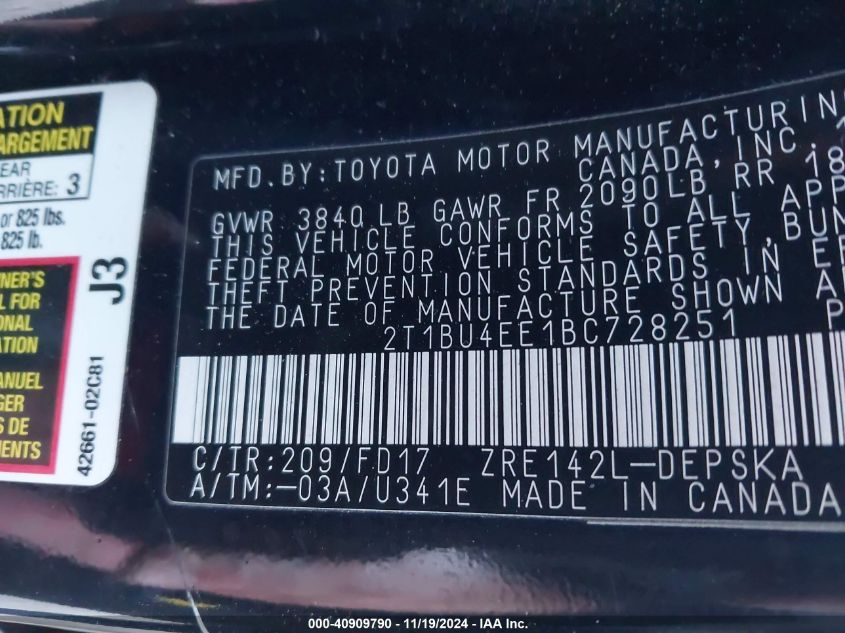 ATION
ARGEMENT
EAR
RRIÈRE: 3
or 825 lbs.
825 lb.
NER'S
L FOR
ONAL
ATION
ANUEL
GER
S DE
MENTS
J3
42661-02C81
MFD.BY:TOYOTA MOTOR MANUFACTURING
CANADA, INC.
GVWR 3840 LB GAWR FR 2090LB RR 18
THIS VEHICLE CONFORMS TO ALL APP
FEDERAL MOTOR VEHICLE SAFETY,BUM
THEFT PREVENTION STANDARDS IN EF
THE DATE OF MANUFACTURE SHOWN A
2T1BU4EE1BC728251 P
C/TR:209/FD17 ZRE142L-DEPSKA
A/TM:-03A/U341E MADE IN CANADA
000-40909790 - 11/19/2024 - IAA Inc.